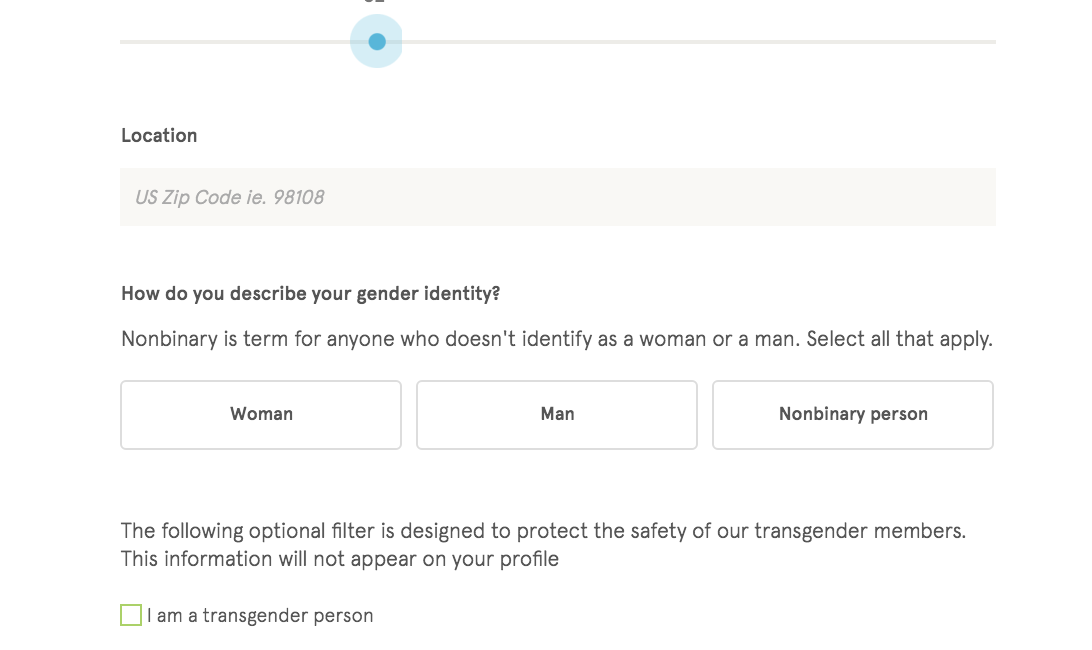 Location
US Zip Code ie. 98108
How do you describe your gender identity?
Nonbinary is term for anyone who doesn't identify as a woman or a man. Select all that apply.
Woman
Man
Nonbinary person
The following optional filter is designed to protect the safety of our transgender members.
This information will not appear on your profile
I am a transgender person